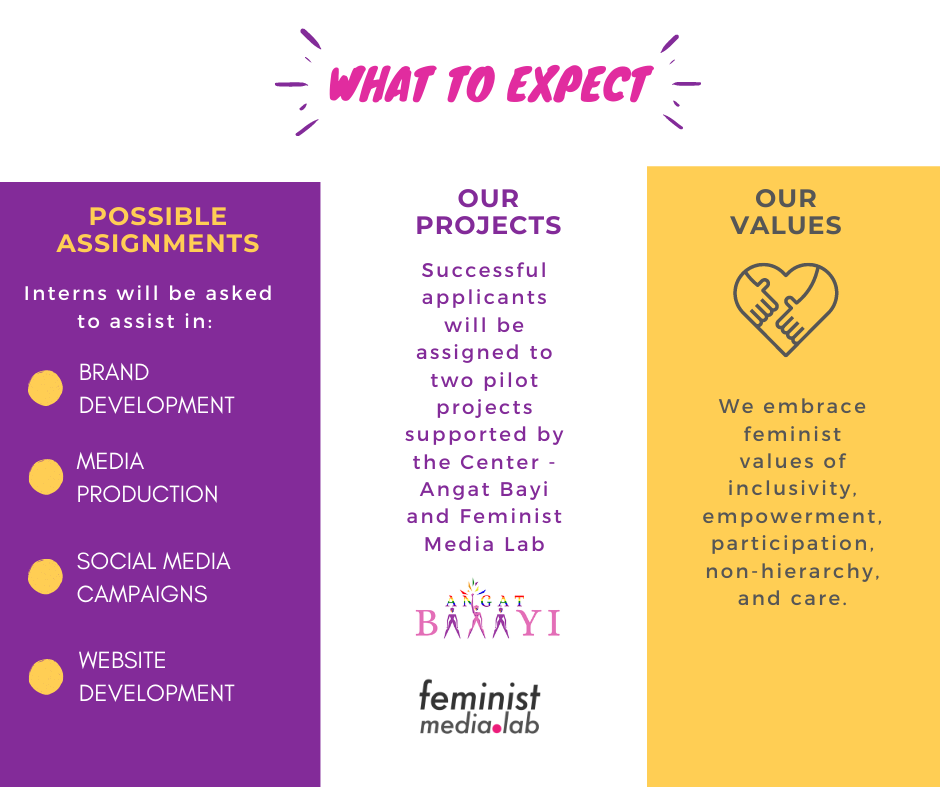 WHAT TO EXPECT
POSSIBLE
ASSIGNMENTS
Interns will be asked
to assist in:
BRAND
DEVELOPMENT
MEDIA
PRODUCTION
SOCIAL MEDIA
CAMPAIGNS
WEBSITE
DEVELOPMENT
OUR
PROJECTS
Successful
applicants
will be
assigned to
two pilot
projects
supported by
the Center -
Angat Bayi
and Feminist
Media Lab
ANGAT
BAYI
feminist
media.lab
OUR
VALUES
We embrace
feminist
values of
inclusivity,
empowerment,
participation,
non-hierarchy,
and care.